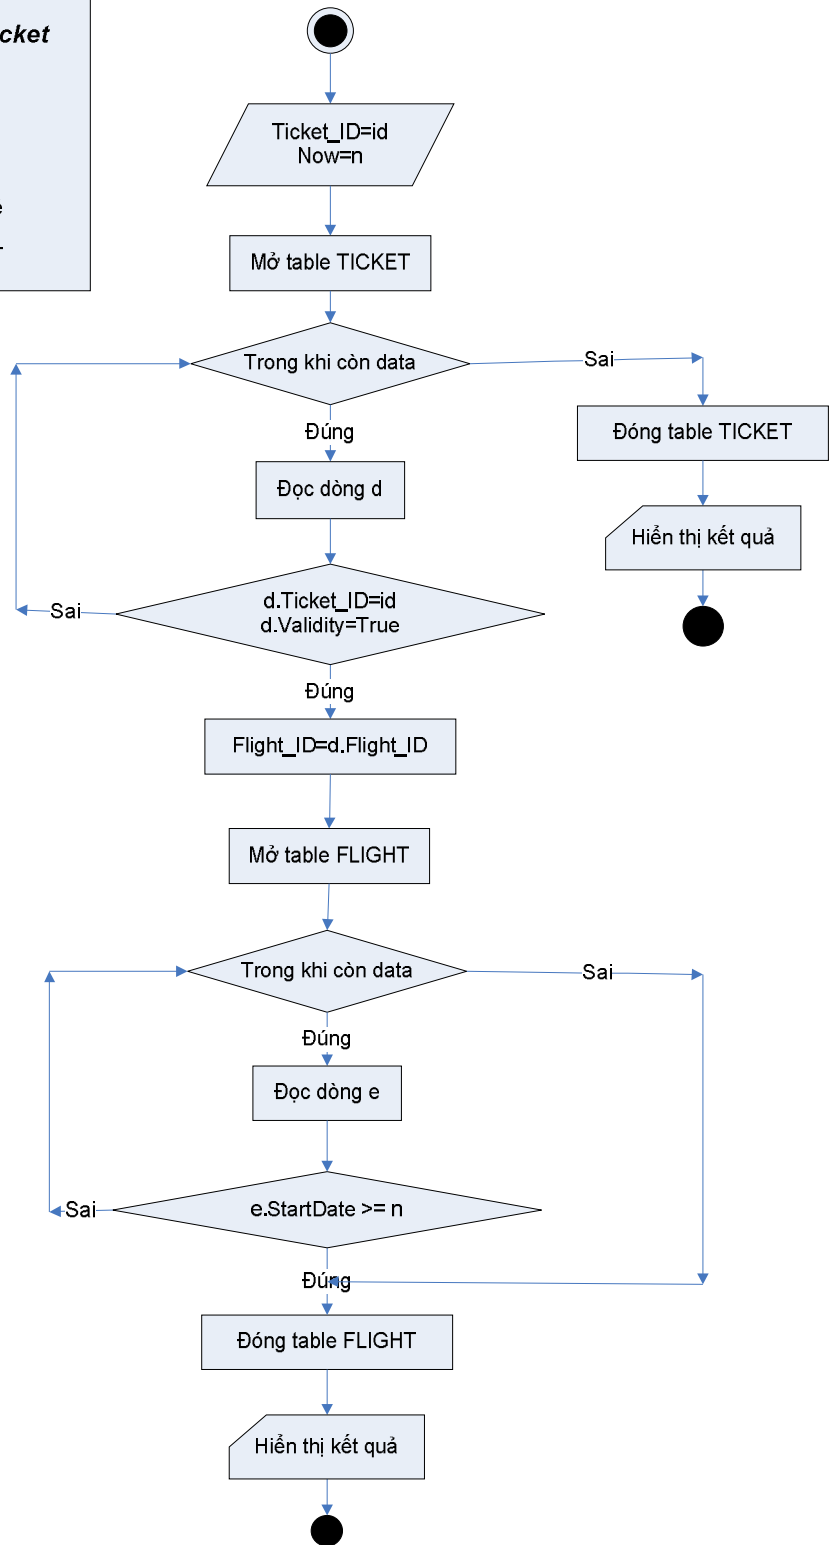 Ticket_ID=id
Now=n
Mở table TICKET
Trong khi còn data
Sai
Đúng
Đóng table TICKET
Đọc dòng d
Hiển thị kết quả
d.Ticket_ID=id
d.Validity=True
Sai
Đúng
Flight_ID=d.Flight_ID
Mở table FLIGHT
Trong khi còn data
Sai
Đúng
Đọc dòng e
e.StartDate >= n
Sai
Đúng
Đóng table FLIGHT
Hiển thị kết quả